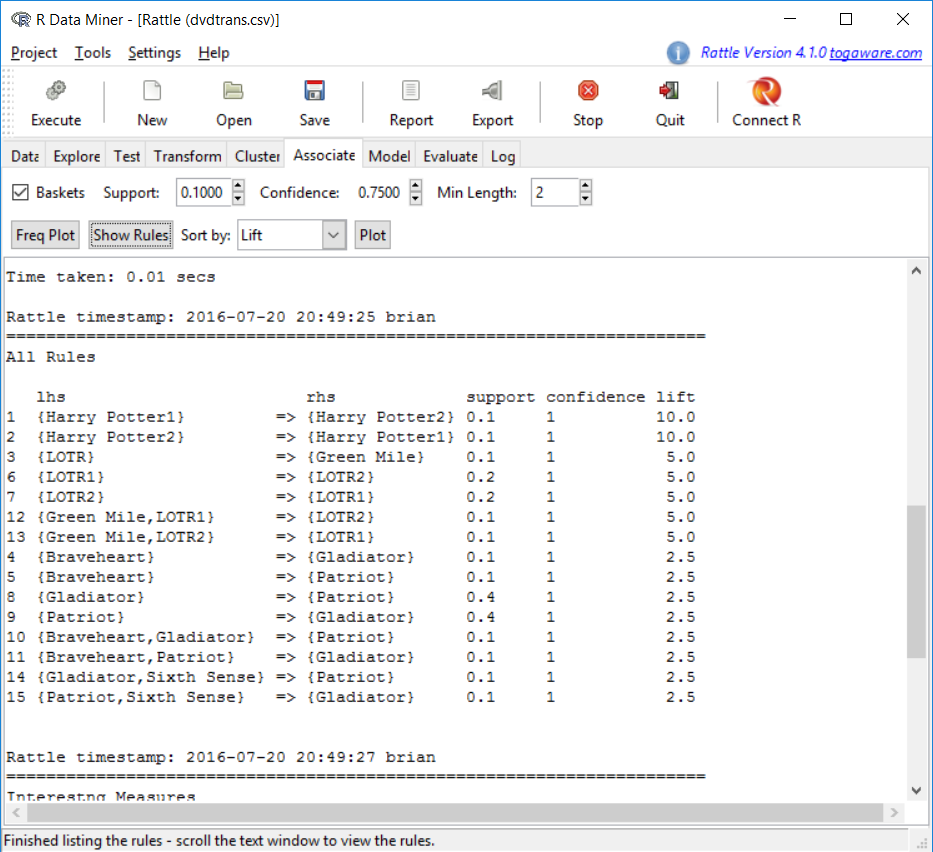 R Data Miner - [Rattle (dvdtrans.csv)]
Project Tools Settings Help Rattle Version 4.1.0 togaware.com
Execute New Open Save Report Export Stop Quit Connect R
Data Explore Test Transform Cluster Associate Model Evaluate Log
Baskets Support: 0.1000 Confidence: 0.7500 Min Length: 2
Freq Plot Show Rules Sort by: Lift Plot
Time taken: 0.01 secs
Rattle timestamp: 2016-07-20 20:49:25 brian
======================================================================
All Rules
lhs rhs support confidence lift
1 {Harry Potter1} => {Harry Potter2} 0.1 1 10.0
2 {Harry Potter2} => {Harry Potter1} 0.1 1 10.0
3 {LOTR} => {Green Mile} 0.1 1 5.0
6 {LOTR1} => {LOTR2} 0.2 1 5.0
7 {LOTR2} => {LOTR1} 0.2 1 5.0
12 {Green Mile,LOTR1} => {LOTR2} 0.1 1 5.0
13 {Green Mile,LOTR2} => {LOTR1} 0.1 1 5.0
4 {Braveheart} => {Gladiator} 0.1 1 2.5
5 {Braveheart} => {Patriot} 0.1 1 2.5
8 {Gladiator} => {Patriot} 0.4 1 2.5
9 {Patriot} => {Gladiator} 0.4 1 2.5
10 {Braveheart,Gladiator} => {Patriot} 0.1 1 2.5
11 {Braveheart,Patriot} => {Gladiator} 0.1 1 2.5
14 {Gladiator,Sixth Sense} => {Patriot} 0.1 1 2.5
15 {Patriot,Sixth Sense} => {Gladiator} 0.1 1 2.5
Rattle timestamp: 2016-07-20 20:49:27 brian
======================================================================
Interestng Measures
Finished listing the rules - scroll the text window to view the rules.